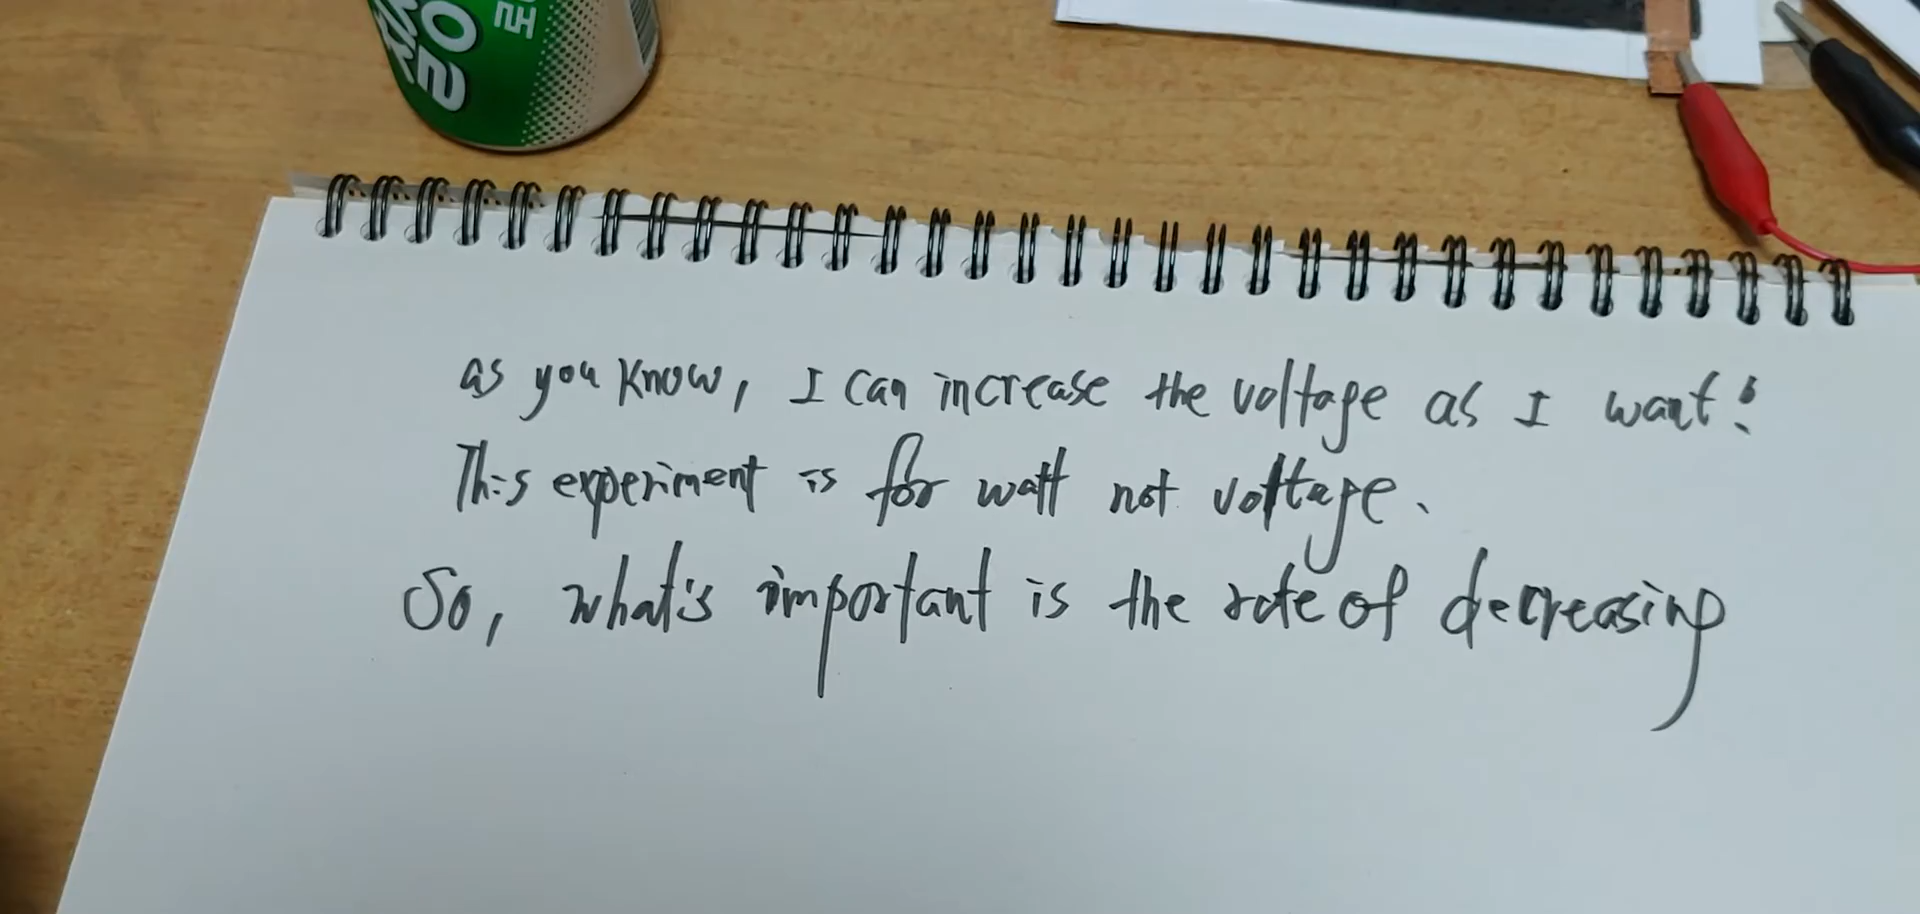 as you know, I can increase the voltage as I want!
This experiment is for watt not voltage.
So, what's important is the rate of decreasing